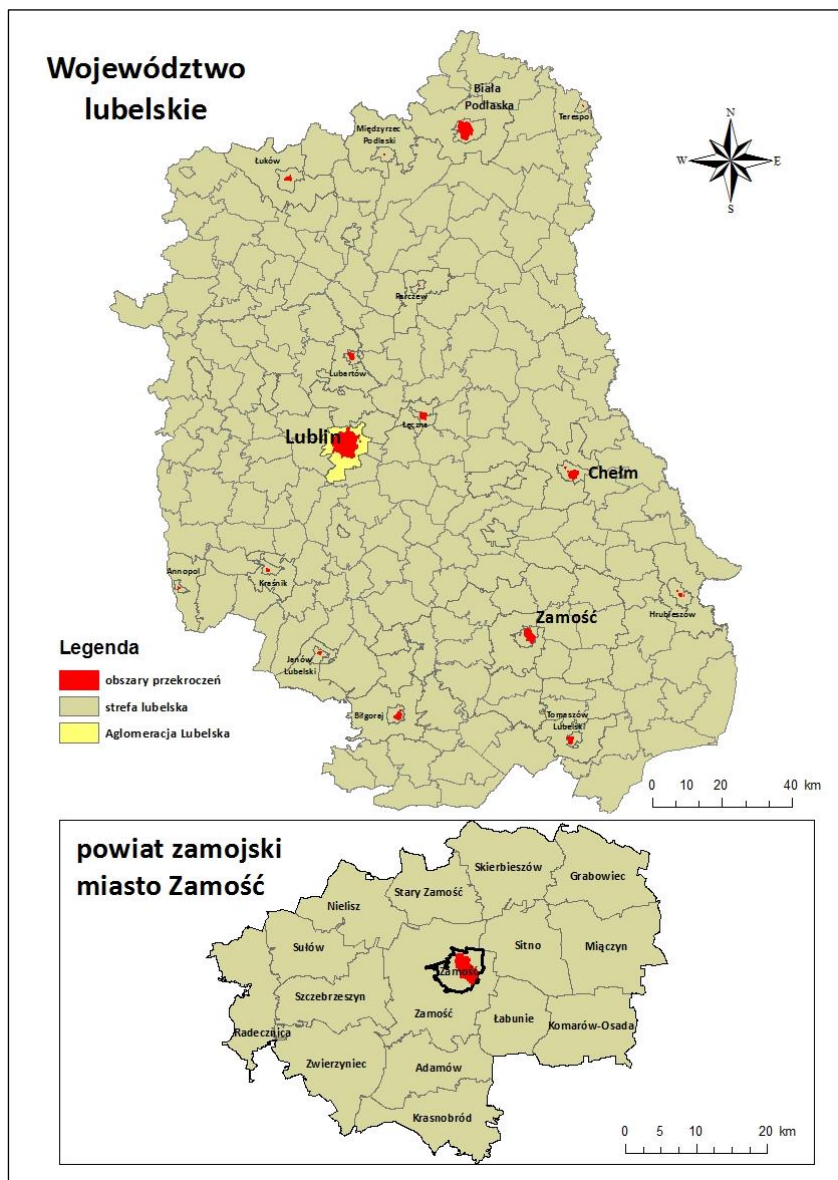 Województwo
lubelskie
Biała
Podlaska
Terespol
Międzyrzec
Podlaski
Łuków
N
W
E
S
Parczew
Lubartów
Łęczna
Lublin
Chełm
Annopol
Kraśnik
Hrubieszów
Zamość
Janów
Lubelski
Biłgoraj
Tomaszów
Lubelski
Legenda
obszary przekroczeń
strefa lubelska
Aglomeracja Lubelska
0 10 20 40 km
powiat zamojski
miasto Zamość
Skierbieszów
Grabowiec
Stary Zamość
Nielisz
Sitno
Miączyn
Sułów
Zamość
Szczebrzeszyn
Zamość
Łabunie
Komarów-Osada
Radecznica
Zwierzyniec
Adamów
Krasnobród
0 5 10 20 km